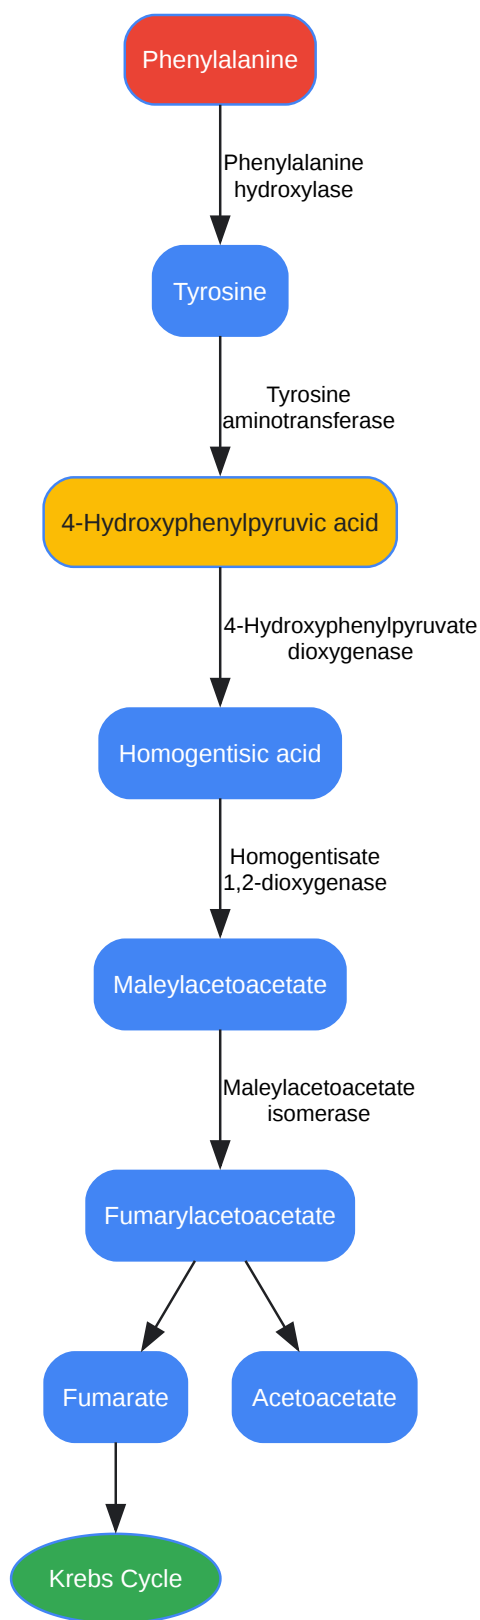 Phenylalanine
Phenylalanine
hydroxylase
Tyrosine
Tyrosine
aminotransferase
4-Hydroxyphenylpyruvic acid
4-Hydroxyphenylpyruvate
dioxygenase
Homogentisic acid
Homogentisate
1,2-dioxygenase
Maleylacetoacetate
Maleylacetoacetate
isomerase
Fumarylacetoacetate
Fumarate
Acetoacetate
Krebs Cycle